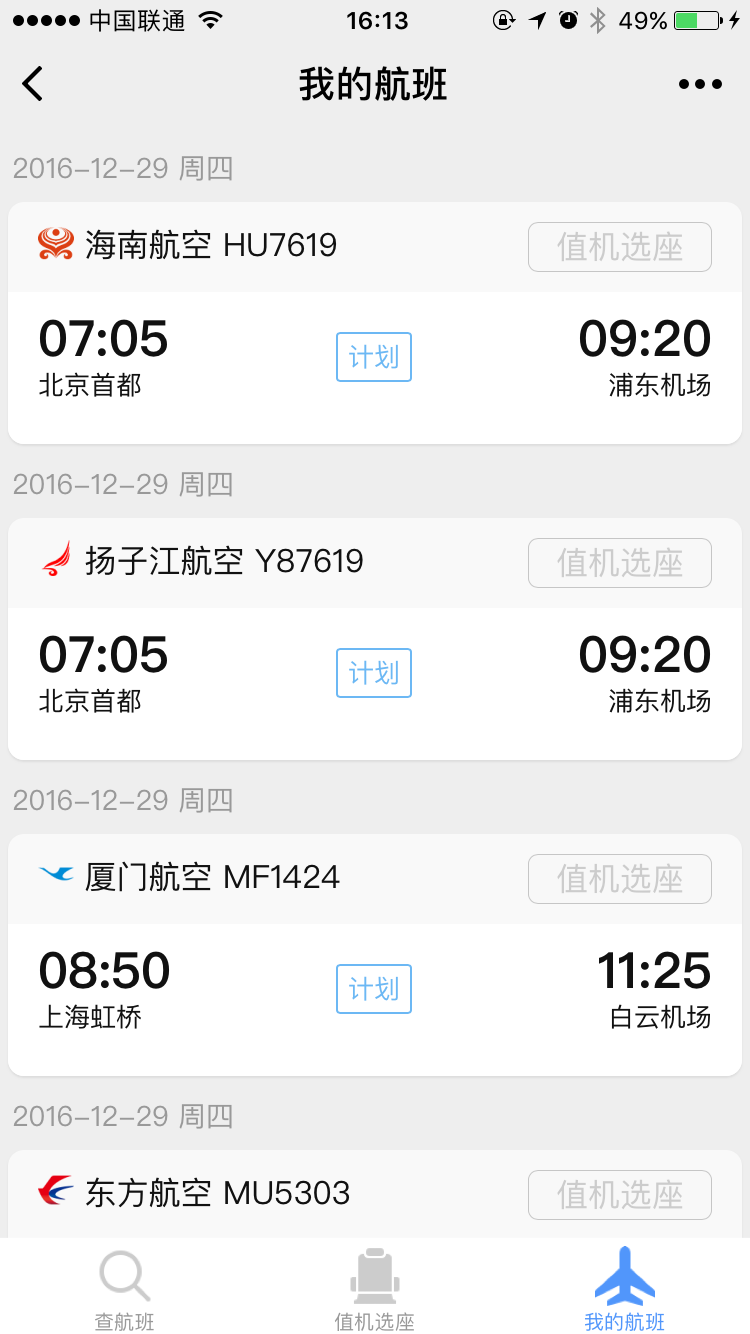 中国联通 16:13 49%
我的航班
2016-12-29 周四
海南航空 HU7619 值机选座
07:05 计划 09:20
北京首都 浦东机场
2016-12-29 周四
扬子江航空 Y87619 值机选座
07:05 计划 09:20
北京首都 浦东机场
2016-12-29 周四
厦门航空 MF1424 值机选座
08:50 计划 11:25
上海虹桥 白云机场
2016-12-29 周四
东方航空 MU5303 值机选座
查航班 值机选座 我的航班